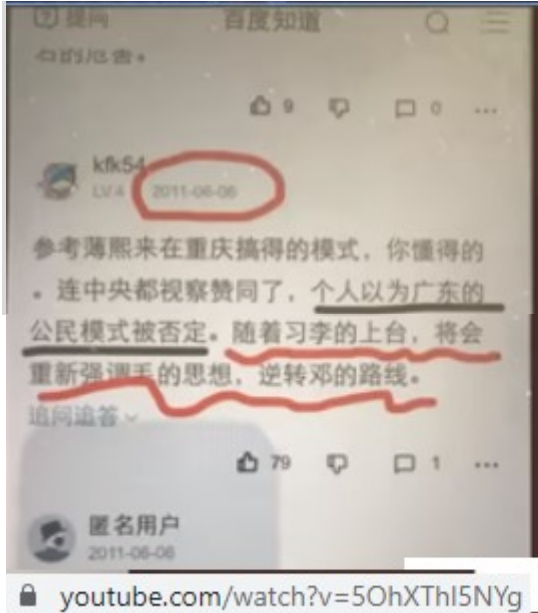 提问 百度知道
9 0 ...
kfk54
LV.4 2011-06-06
参考薄熙来在重庆搞得的模式，你懂得的
。连中央都视察赞同了，个人以为广东的
公民模式被否定。随着习李的上台，将会
重新强调毛的思想，逆转邓的路线。
追问追答
79 1 ...
匿名用户
2011-06-06
youtube.com/watch?v=5OhXThI5NYg